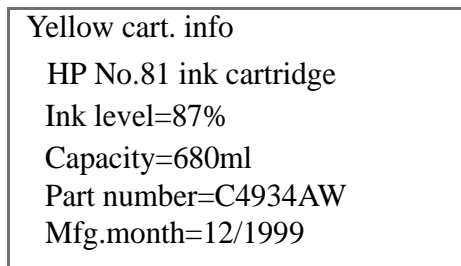 Yellow cart. info
HP No.81 ink cartridge
Ink level=87%
Capacity=680ml
Part number=C4934AW
Mfg.month=12/1999